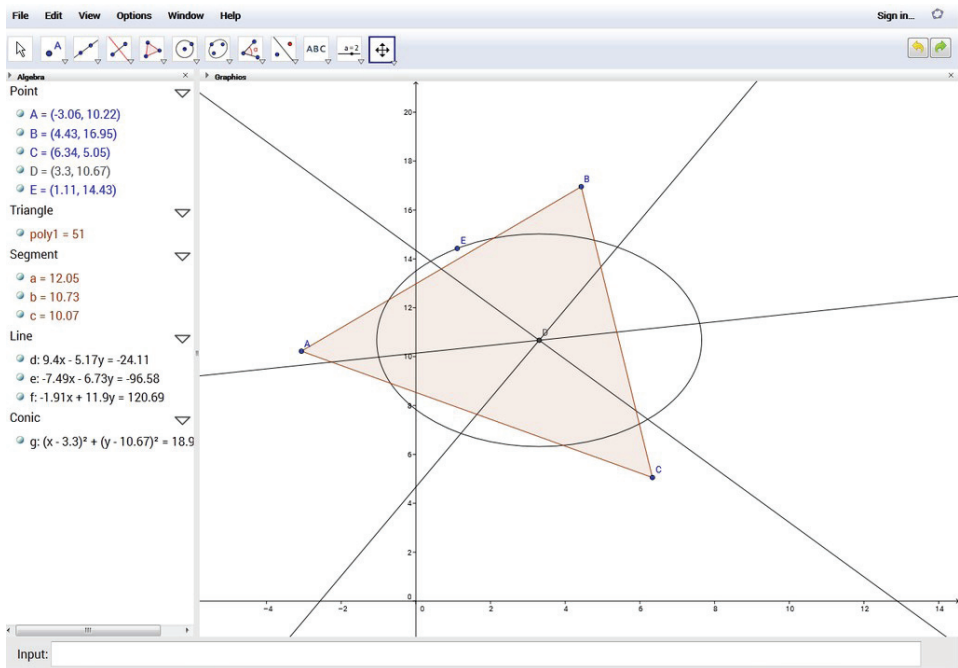 File Edit View Options Window Help Sign in...
A ABC a=2
Algebra × Graphics ×
Point
A = (-3.06, 10.22)
B = (4.43, 16.95)
C = (6.34, 5.05)
D = (3.3, 10.67)
E = (1.11, 14.43)
Triangle
poly1 = 51
Segment
a = 12.05
b = 10.73
c = 10.07
Line
d: 9.4x - 5.17y = -24.11
e: -7.49x - 6.73y = -96.58
f: -1.91x + 11.9y = 120.69
Conic
g: (x - 3.3)² + (y - 10.67)² = 18.9
20
18
B
16
E
14
12
D
A
10
8
6
C
4
2
0
-4 -2 0 2 4 6 8 10 12 14
Input: